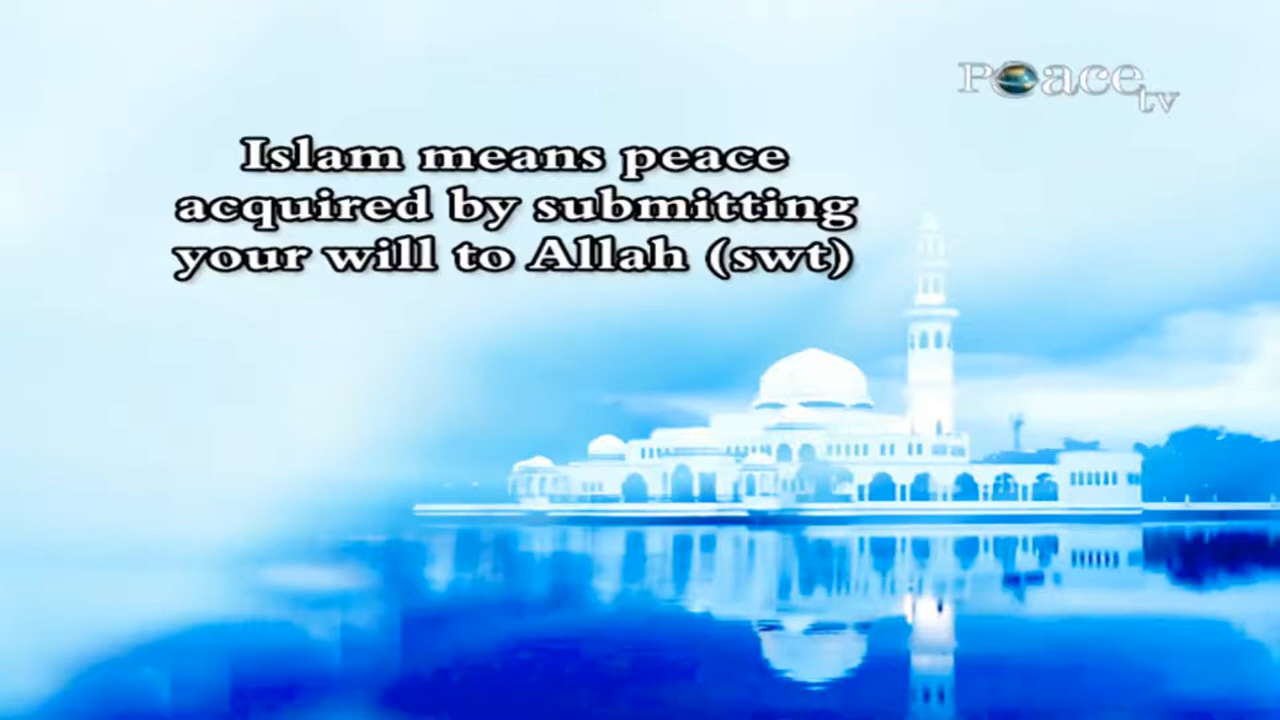 Peace tv
Islam means peace
acquired by submitting
your will to Allah (swt)